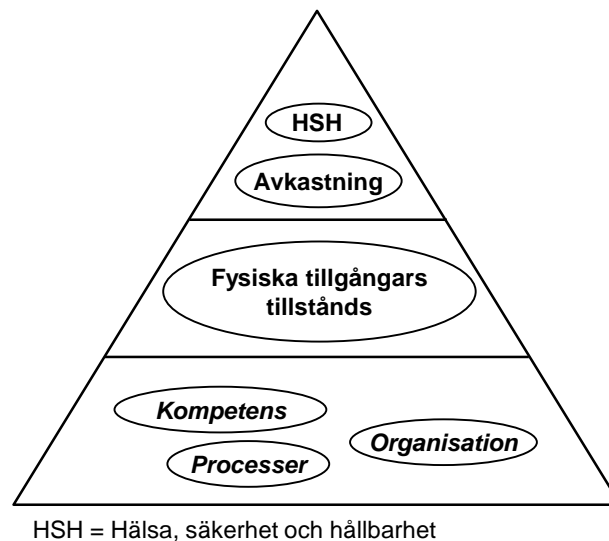 HSH
Avkastning
Fysiska tillgångars
tillstånds
Kompetens
Organisation
Processer
HSH = Hälsa, säkerhet och hållbarhet